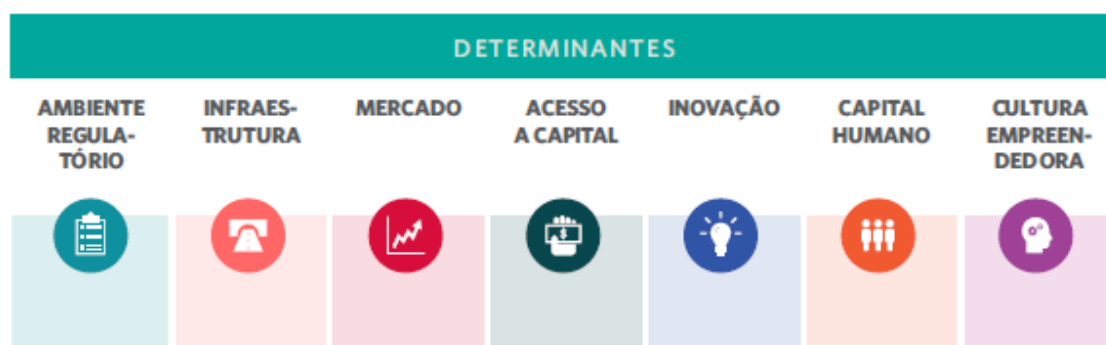 DETERMINANTES
AMBIENTE
REGULA-
TÓRIO
INFRAES-
TRUTURA
MERCADO
ACESSO
A CAPITAL
INOVAÇÃO
CAPITAL
HUMANO
CULTURA
EMPREEN-
DEDORA
$